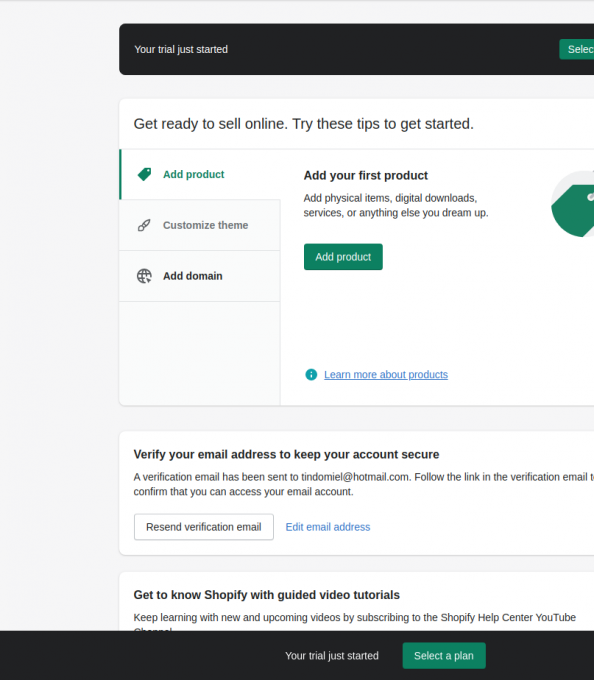 Your trial just started
Selec
Get ready to sell online. Try these tips to get started.
Add product
Customize theme
Add domain
Add your first product
Add physical items, digital downloads,
services, or anything else you dream up.
Add product
Learn more about products
Verify your email address to keep your account secure
A verification email has been sent to tindomiel@hotmail.com. Follow the link in the verification email t
confirm that you can access your email account.
Resend verification email
Edit email address
Get to know Shopify with guided video tutorials
Keep learning with new and upcoming videos by subscribing to the Shopify Help Center YouTube
Channel
Your trial just started
Select a plan